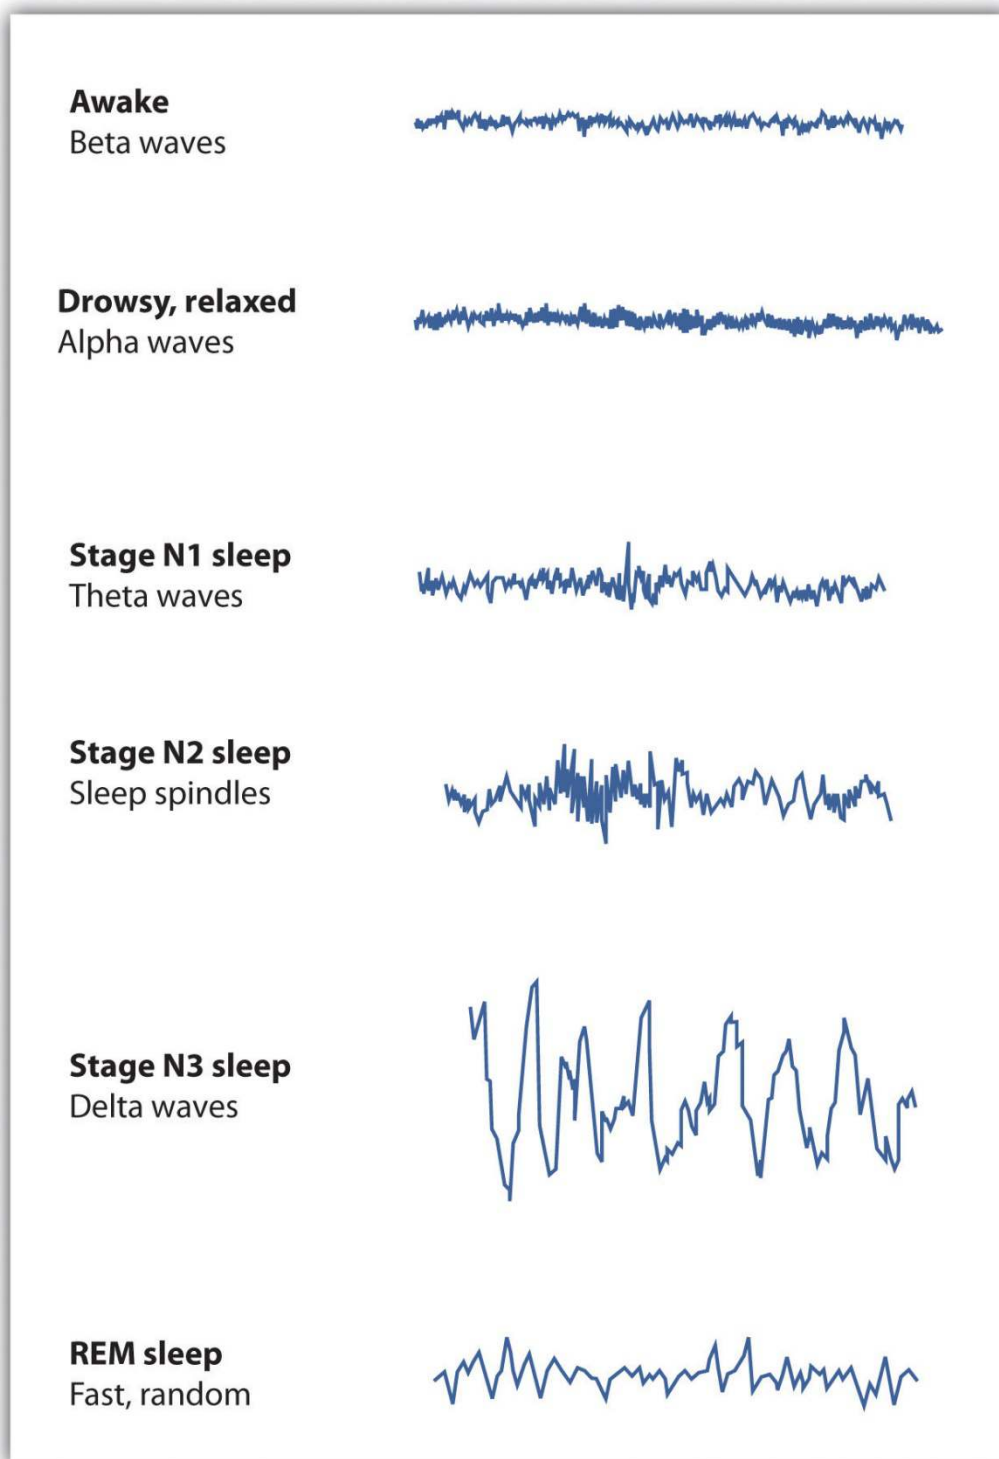 Awake
Beta waves
Drowsy, relaxed
Alpha waves
Stage N1 sleep
Theta waves
Stage N2 sleep
Sleep spindles
Stage N3 sleep
Delta waves
REM sleep
Fast, random